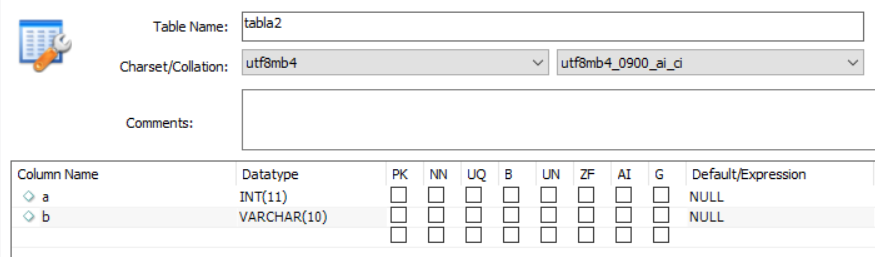 Table Name: tabla2
Charset/Collation: utf8mb4 utf8mb4_0900_ai_ci
Comments:
Column Name Datatype PK NN UQ B UN ZF AI G Default/Expression
a INT(11) NULL
b VARCHAR(10) NULL